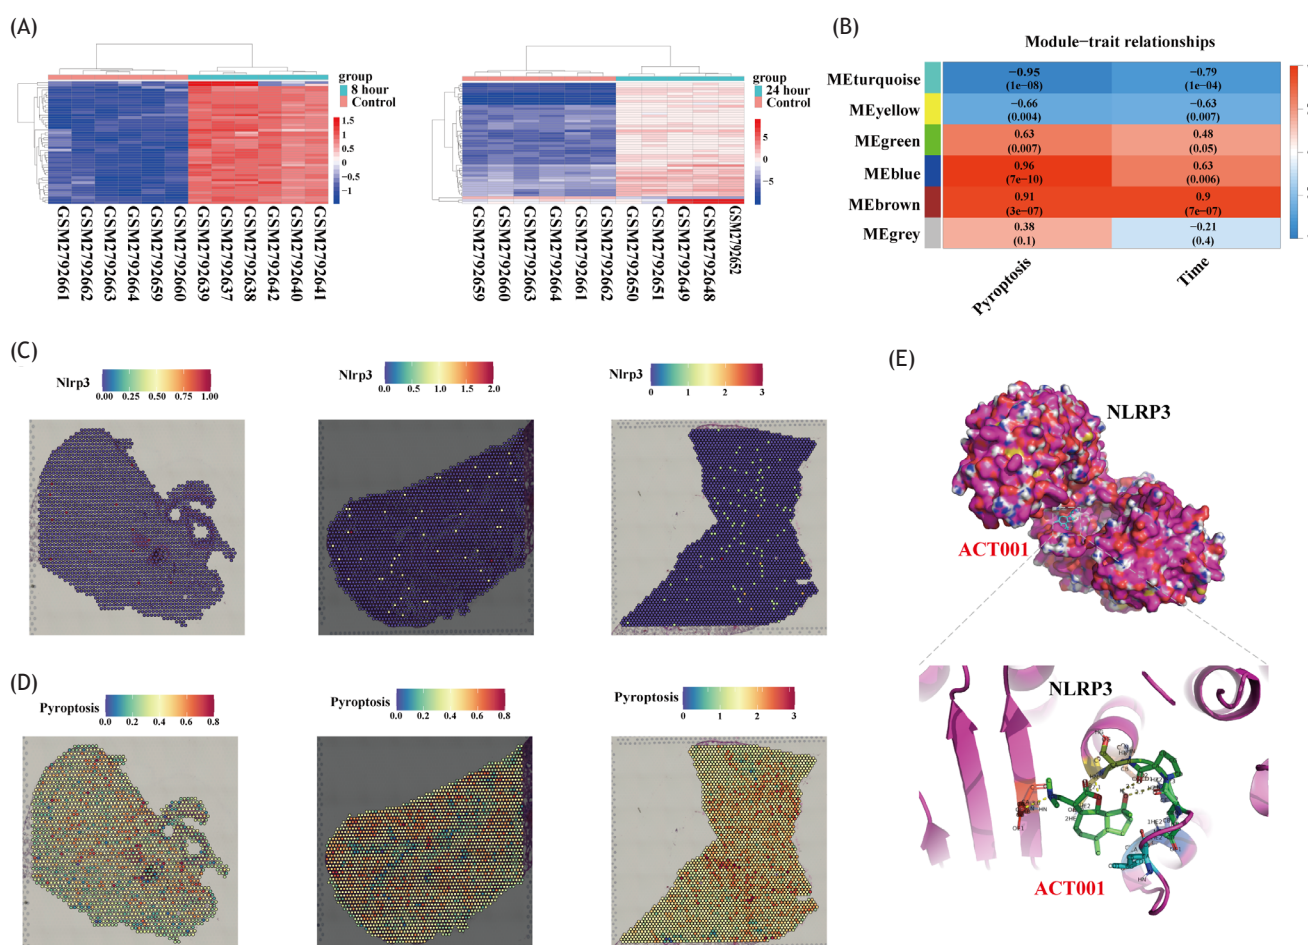 (A)
group
8 hour
Control
1.5
1
0.5
0
−0.5
−1
GSM2792661
GSM2792662
GSM2792663
GSM2792664
GSM2792659
GSM2792660
GSM2792639
GSM2792637
GSM2792638
GSM2792642
GSM2792640
GSM2792641
group
24 hour
Control
5
0
−5
GSM2792659
GSM2792660
GSM2792663
GSM2792664
GSM2792661
GSM2792662
GSM2792650
GSM2792651
GSM2792649
GSM2792648
GSM2792652
(B)
Module−trait relationships
MEturquoise
−0.95
(1e−08)
−0.79
(1e−04)
MEyellow
−0.66
(0.004)
−0.63
(0.007)
MEgreen
0.63
(0.007)
0.48
(0.05)
MEblue
0.96
(7e−10)
0.63
(0.006)
MEbrown
0.91
(3e−07)
0.9
(7e−07)
MEgrey
0.38
(0.1)
−0.21
(0.4)
Pyroptosis
Time
(C)
Nlrp3
0.00 0.25 0.50 0.75 1.00
Nlrp3
0.0 0.5 1.0 1.5 2.0
Nlrp3
0 1 2 3
(D)
Pyroptosis
0.0 0.2 0.4 0.6 0.8
Pyroptosis
0.0 0.2 0.4 0.6 0.8
Pyroptosis
0 1 2 3
(E)
NLRP3
ACT001
NLRP3
ACT001